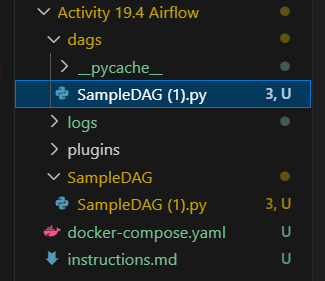 Activity 19.4 Airflow
dags
__pycache__
SampleDAG (1).py 3, U
logs
plugins
SampleDAG
SampleDAG (1).py 3, U
docker-compose.yaml U
instructions.md U